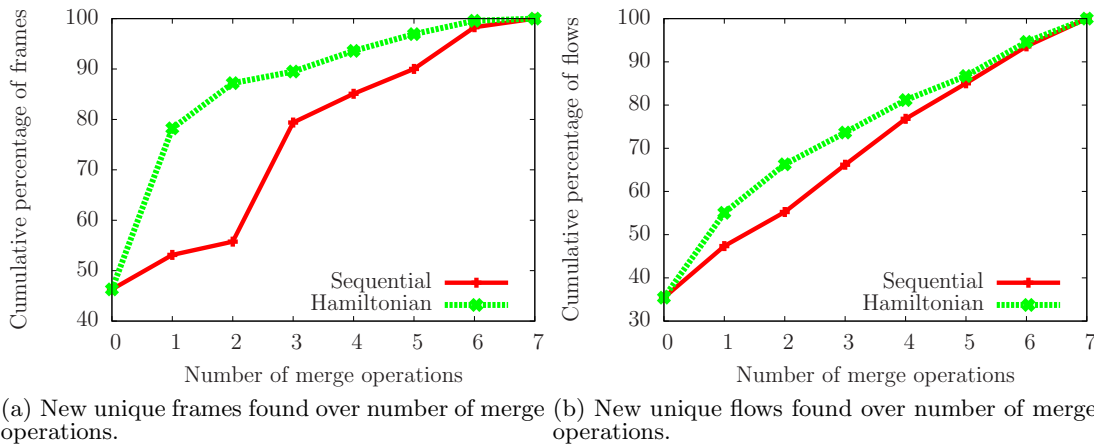 Cumulative percentage of frames
100
90
80
70
60
50
40
Sequential
Hamiltonian
0 1 2 3 4 5 6 7
Number of merge operations
(a) New unique frames found over number of merge
operations.
Cumulative percentage of flows
100
90
80
70
60
50
40
30
Sequential
Hamiltonian
0 1 2 3 4 5 6 7
Number of merge operations
(b) New unique flows found over number of merge
operations.